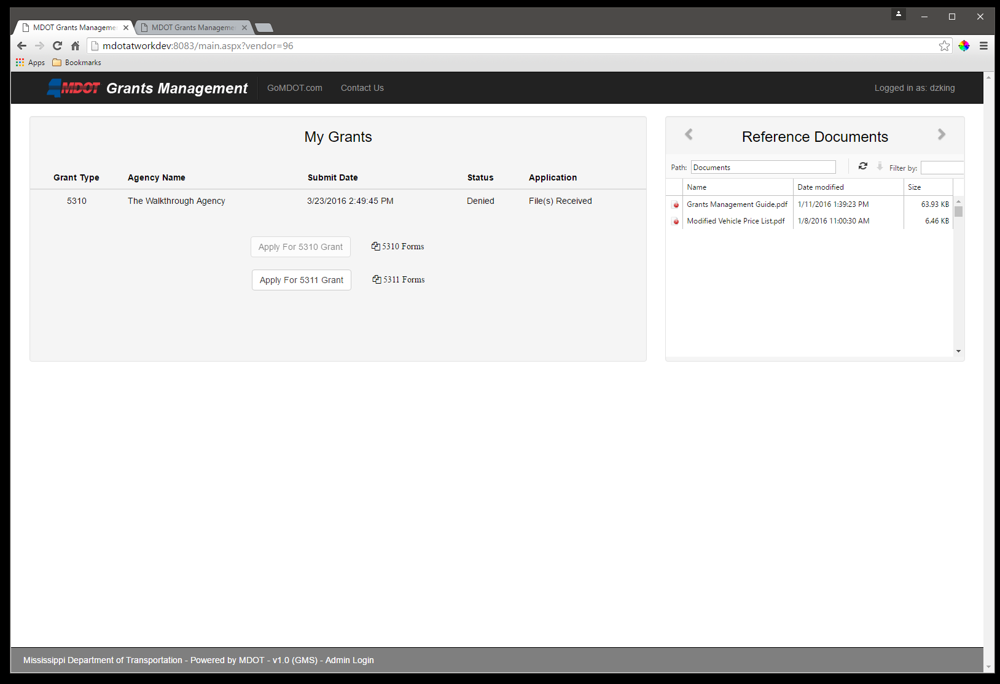 MDOT Grants Manageme
MDOT Grants Manageme
mdotatworkdev:8083/main.aspx?vendor=96
Apps
Bookmarks
MDOT Grants Management
GoMDOT.com
Contact Us
Logged in as: dzking
My Grants
Grant Type Agency Name Submit Date Status Application
5310 The Walkthrough Agency 3/23/2016 2:49:45 PM Denied File(s) Received
Apply For 5310 Grant 5310 Forms
Apply For 5311 Grant 5311 Forms
Reference Documents
Path: Documents Filter by:
Name Date modified Size
Grants Management Guide.pdf 1/11/2016 1:39:23 PM 63.93 KB
Modified Vehicle Price List.pdf 1/8/2016 11:00:30 AM 6.46 KB
Mississippi Department of Transportation - Powered by MDOT - v1.0 (GMS) - Admin Login